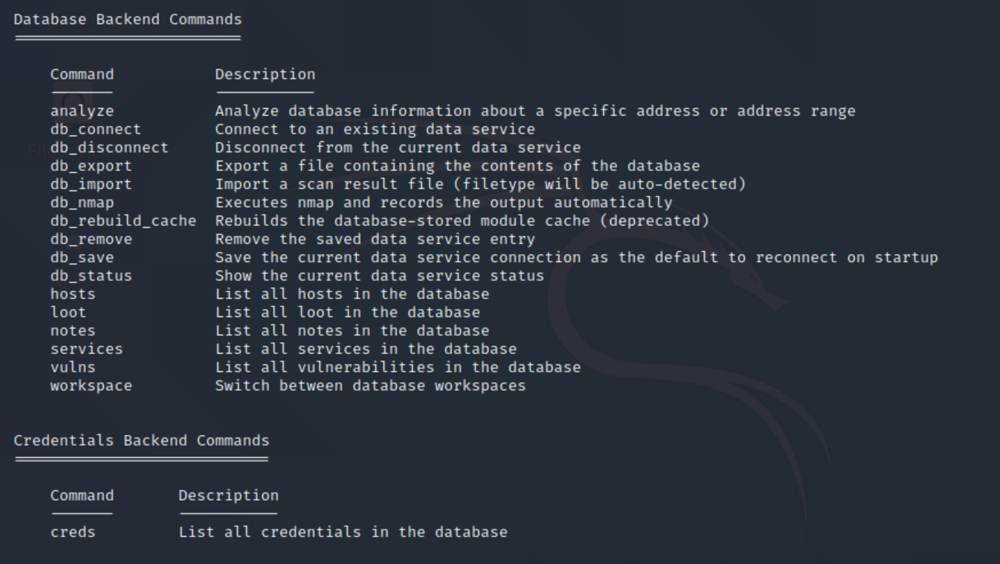 Database Backend Commands
Command Description
analyze Analyze database information about a specific address or address range
db_connect Connect to an existing data service
db_disconnect Disconnect from the current data service
db_export Export a file containing the contents of the database
db_import Import a scan result file (filetype will be auto-detected)
db_nmap Executes nmap and records the output automatically
db_rebuild_cache Rebuilds the database-stored module cache (deprecated)
db_remove Remove the saved data service entry
db_save Save the current data service connection as the default to reconnect on startup
db_status Show the current data service status
hosts List all hosts in the database
loot List all loot in the database
notes List all notes in the database
services List all services in the database
vulns List all vulnerabilities in the database
workspace Switch between database workspaces
Credentials Backend Commands
Command Description
creds List all credentials in the database
File System
Home